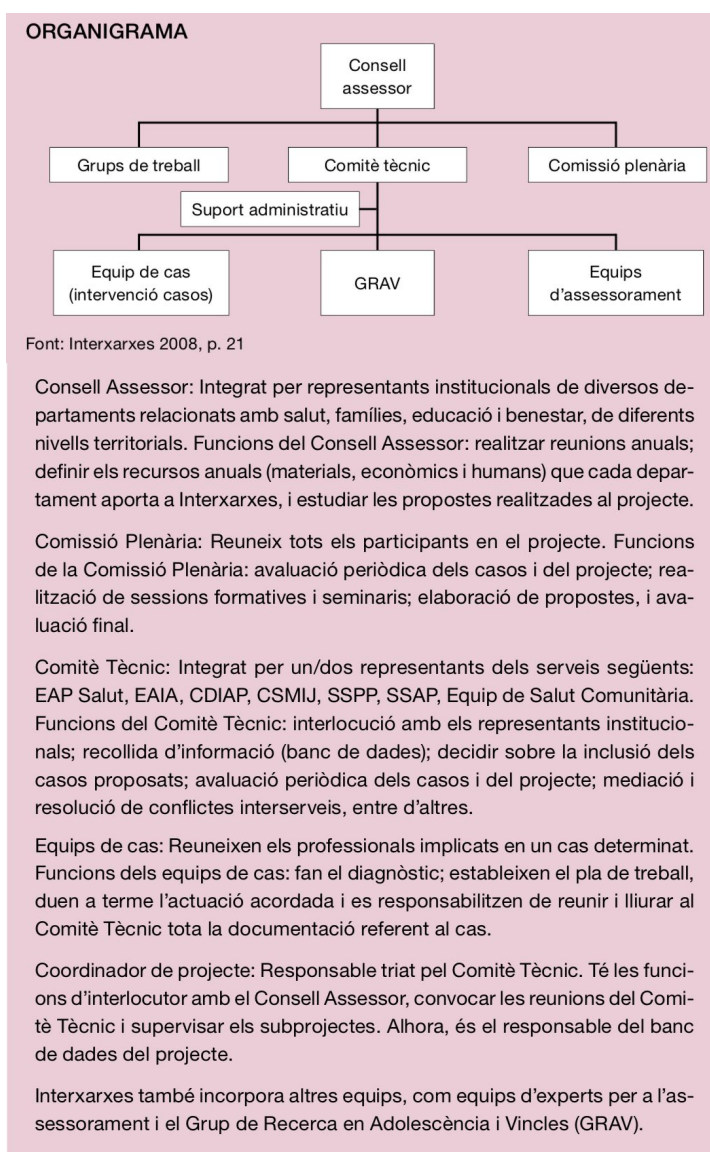 ORGANIGRAMA
Consell
assessor
Grups de treball
Comitè tècnic
Comissió plenària
Suport administratiu
Equip de cas
(intervenció casos)
GRAV
Equips
d'assessorament
Font: Interxarxes 2008, p. 21
Consell Assessor: Integrat per representants institucionals de diversos de-
partaments relacionats amb salut, famílies, educació i benestar, de diferents
nivells territorials. Funcions del Consell Assessor: realitzar reunions anuals;
definir els recursos anuals (materials, econòmics i humans) que cada depar-
tament aporta a Interxarxes, i estudiar les propostes realitzades al projecte.
Comissió Plenària: Reuneix tots els participants en el projecte. Funcions
de la Comissió Plenària: avaluació periòdica dels casos i del projecte; rea-
lització de sessions formatives i seminaris; elaboració de propostes, i ava-
luació final.
Comitè Tècnic: Integrat per un/dos representants dels serveis següents:
EAP Salut, EAIA, CDIAP, CSMIJ, SSPP, SSAP, Equip de Salut Comunitària.
Funcions del Comitè Tècnic: interlocució amb els representants institucio-
nals; recollida d'informació (banc de dades); decidir sobre la inclusió dels
casos proposats; avaluació periòdica dels casos i del projecte; mediació i
resolució de conflictes interserveis, entre d'altres.
Equips de cas: Reuneixen els professionals implicats en un cas determinat.
Funcions dels equips de cas: fan el diagnòstic; estableixen el pla de treball,
duen a terme l'actuació acordada i es responsabilitzen de reunir i lliurar al
Comitè Tècnic tota la documentació referent al cas.
Coordinador de projecte: Responsable triat pel Comitè Tècnic. Té les funci-
ons d'interlocutor amb el Consell Assessor, convocar les reunions del Comi-
tè Tècnic i supervisar els subprojectes. Alhora, és el responsable del banc
de dades del projecte.
Interxarxes també incorpora altres equips, com equips d'experts per a l'as-
sessorament i el Grup de Recerca en Adolescència i Vincles (GRAV).